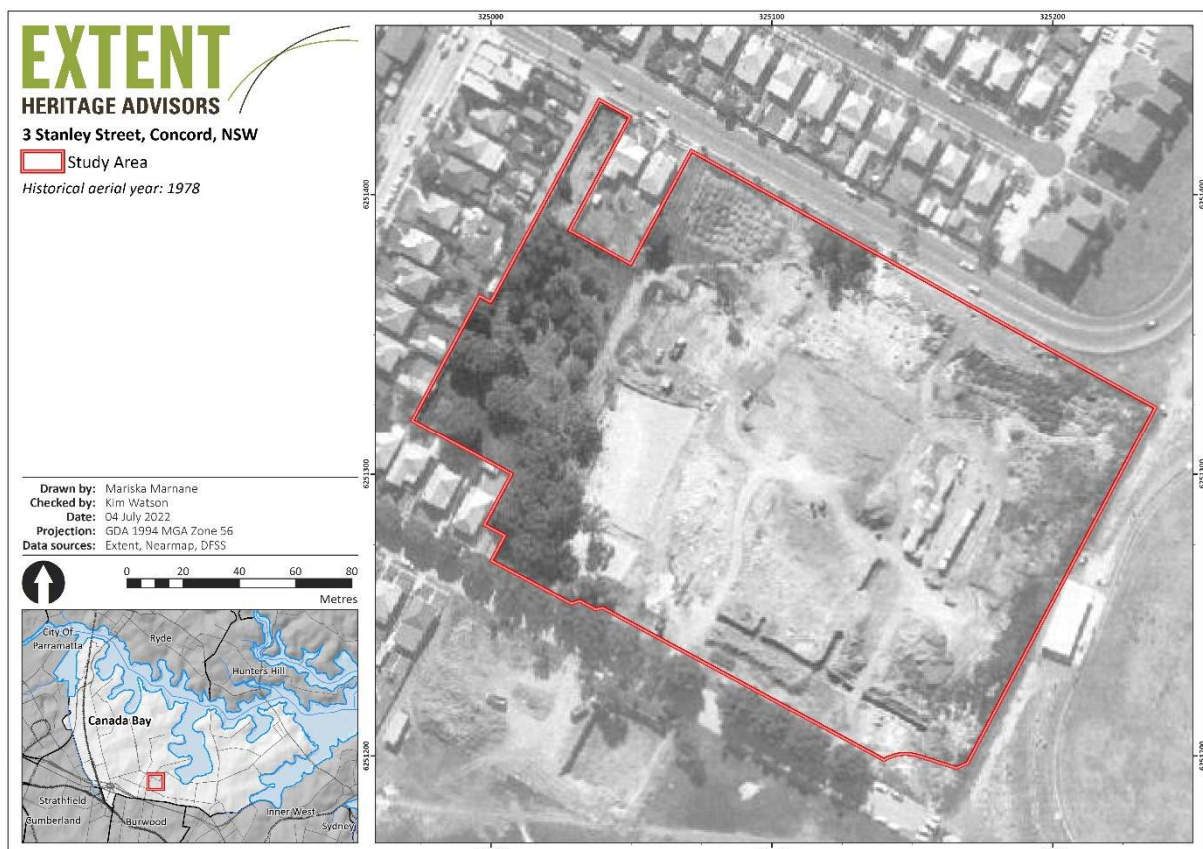 EXTENT
HERITAGE ADVISORS
3 Stanley Street, Concord, NSW
Study Area
Historical aerial year: 1978
Drawn by: Mariska Marnane
Checked by: Kim Watson
Date: 04 July 2022
Projection: GDA 1994 MGA Zone 56
Data sources: Extent, Nearmap, DFSS
0 20 40 60 80
Metres
City Of
Parramatta
Ryde
Hunters Hill
Canada Bay
Strathfield
Cumberland
Burwood
Inner West
Sydney
325000 325100 325200
6251400 6251400
6251300 6251300
6251200 6251200